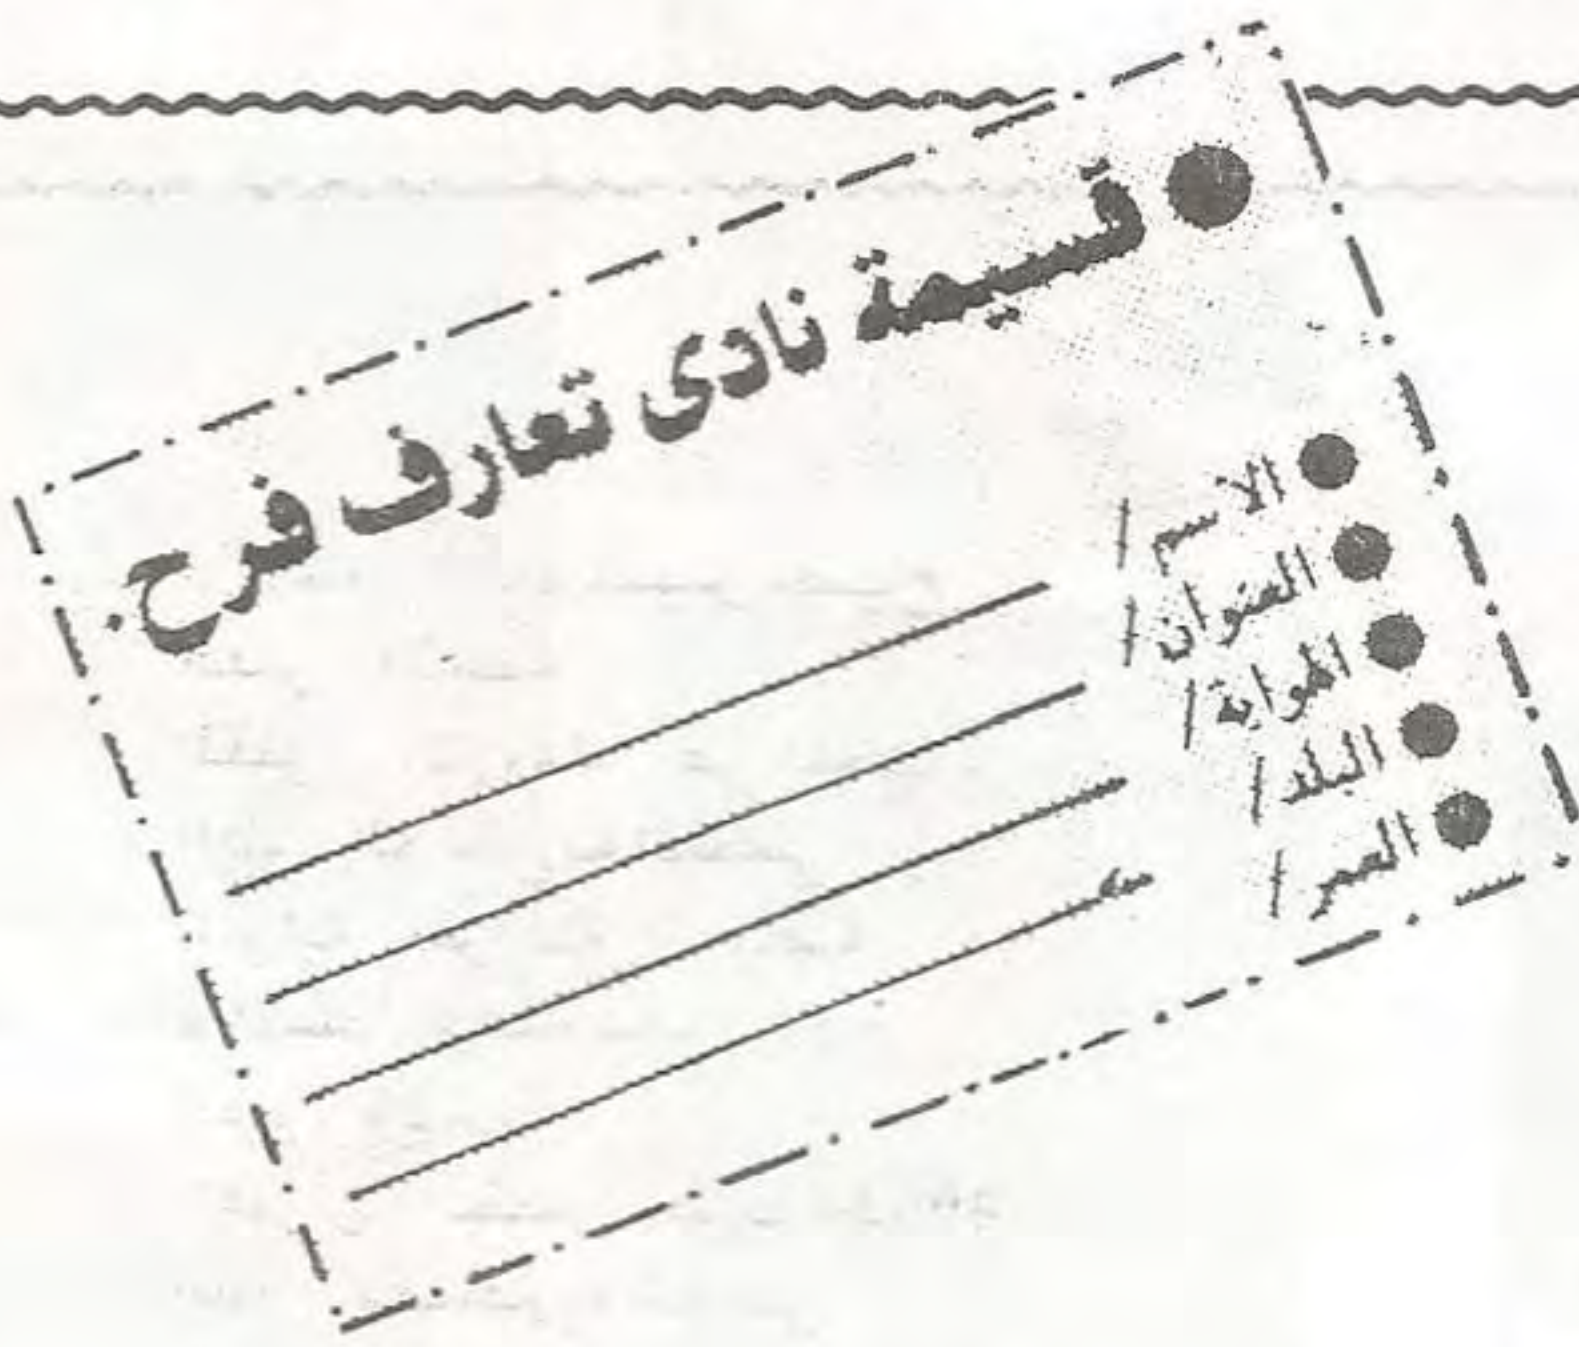 ● قسيمة نادى تعارف فرح.
● الاسم /
● العنوان /
● الهواية /
● البلد /
● العمر /